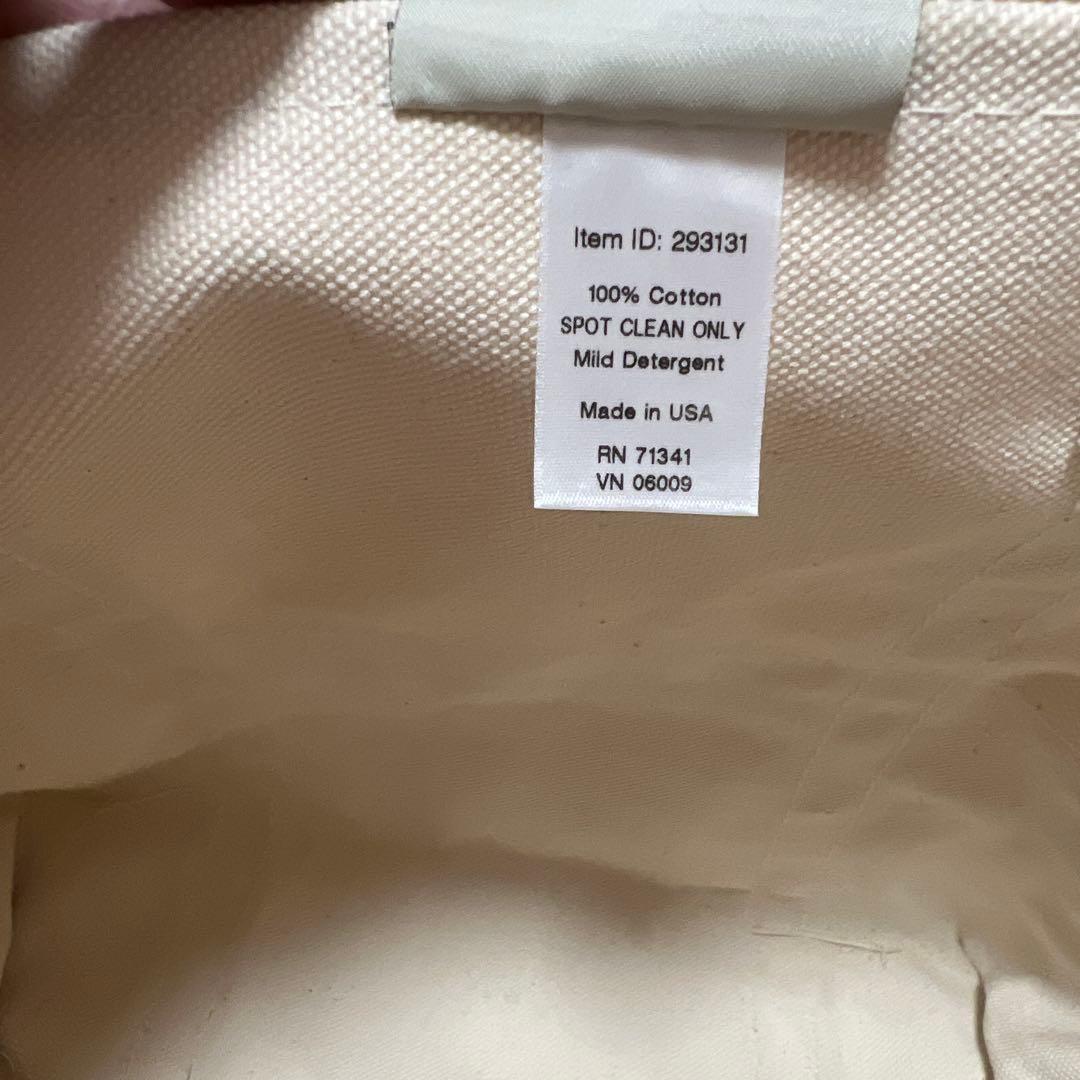 Item ID: 293131
100% Cotton
SPOT CLEAN ONLY
Mild Detergent
Made in USA
RN 71341
VN 06009